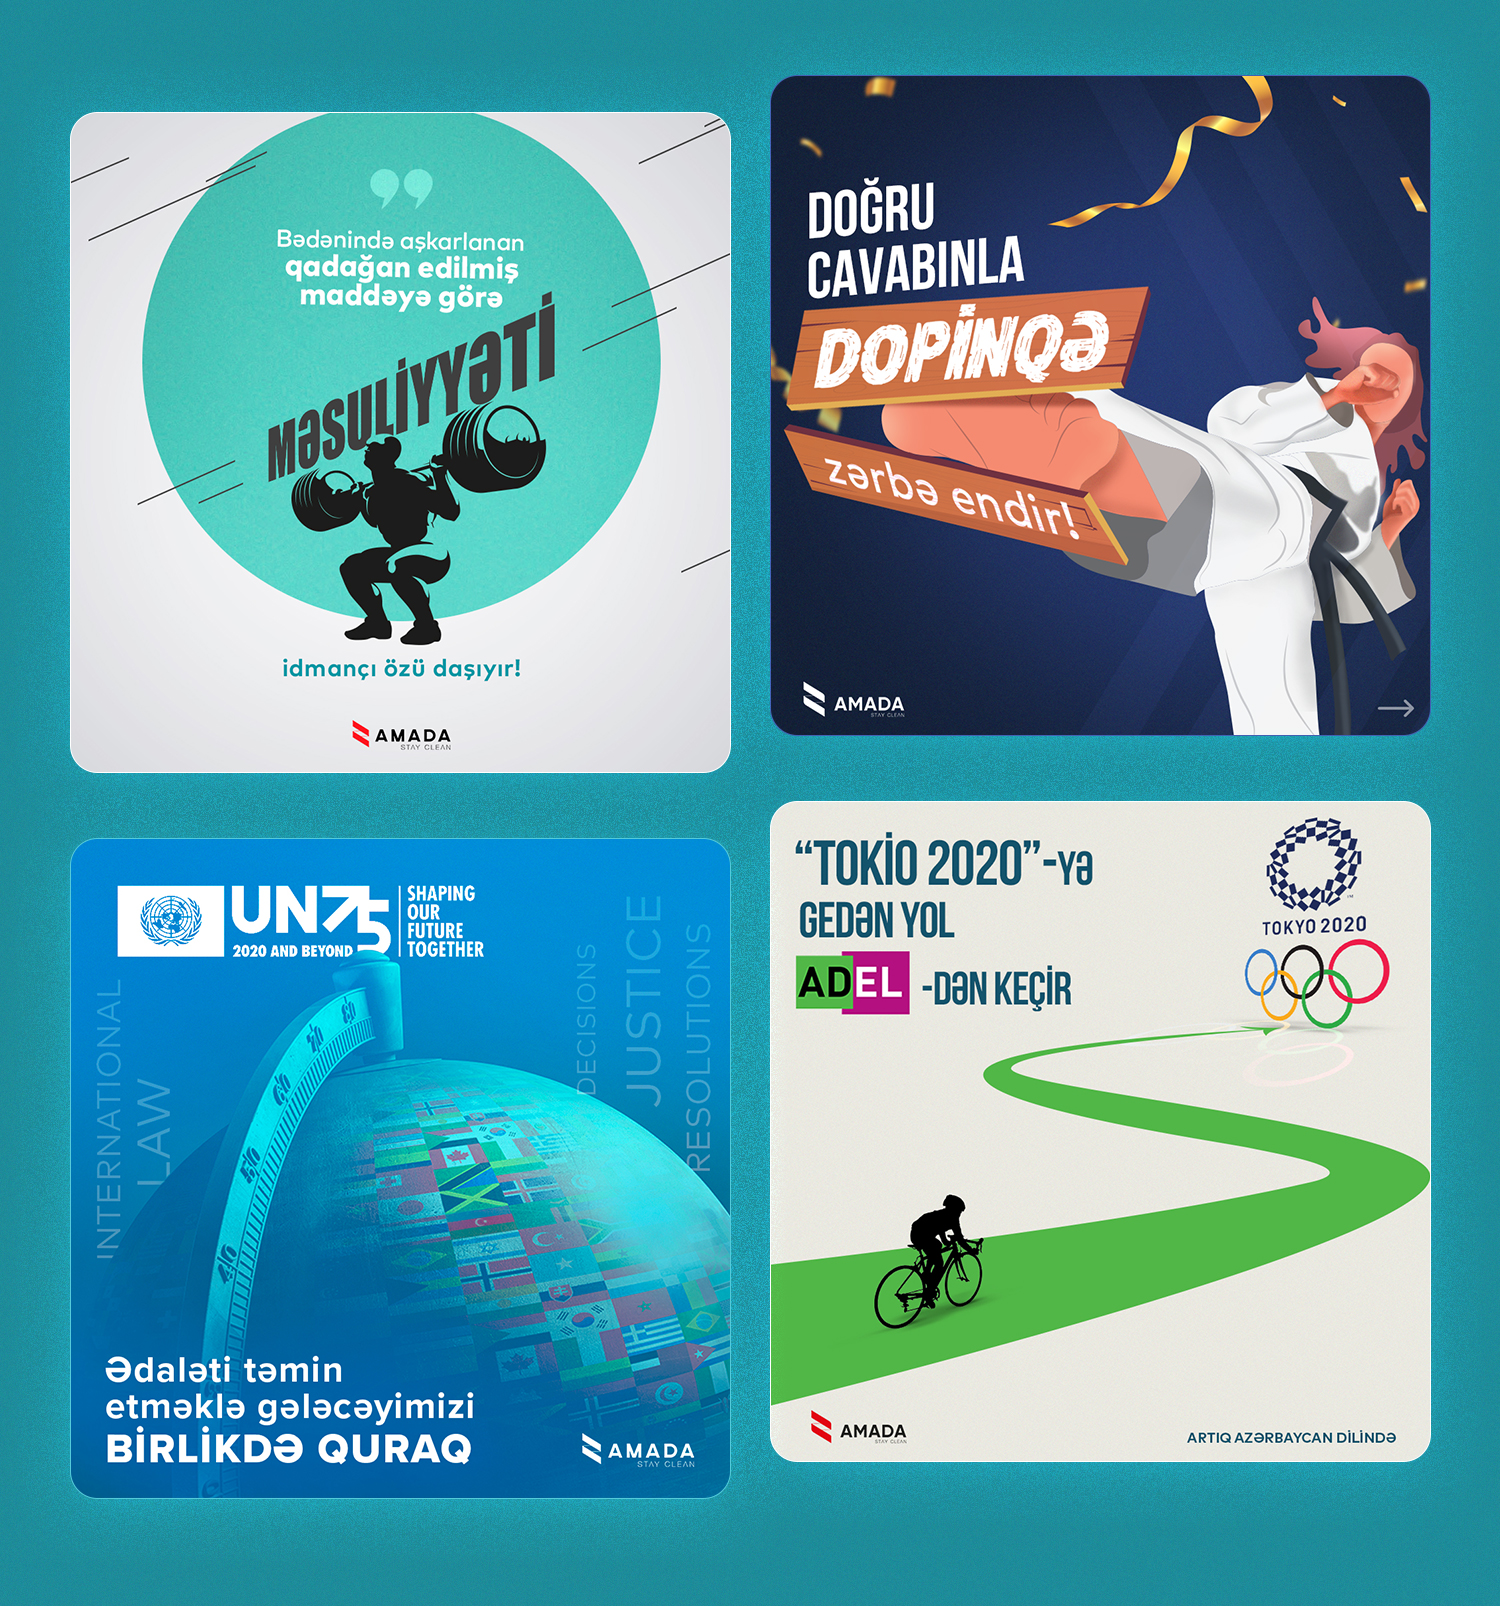 Bədənində aşkarlanan
qadağan edilmiş
maddəyə görə
MƏSULİYYƏTİ
idmançı özü daşıyır!
AMADA
STAY CLEAN
DOĞRU
CAVABINLA
DOPİNQƏ
zərbə endir!
AMADA
STAY CLEAN
UN75
2020 AND BEYOND
SHAPING
OUR
FUTURE
TOGETHER
INTERNATIONAL
LAW
DECISIONS
JUSTICE
RESOLUTIONS
Ədaləti təmin
etməklə gələcəyimizi
BİRLİKDƏ QURAQ
AMADA
STAY CLEAN
“TOKİO 2020”-YƏ
GEDƏN YOL
ADEL -DƏN KEÇİR
TOKYO 2020
AMADA
STAY CLEAN
ARTIQ AZƏRBAYCAN DİLİNDƏ